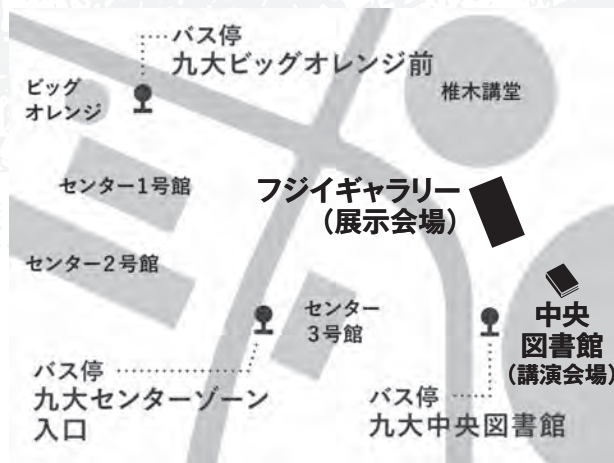 バス停
九大ビッグオレンジ前
ビッグ
オレンジ
椎木講堂
センター1号館
フジイギャラリー
（展示会場）
センター2号館
センター
3号館
中央
図書館
（講演会場）
バス停
九大センターゾーン
入口
バス停
九大中央図書館